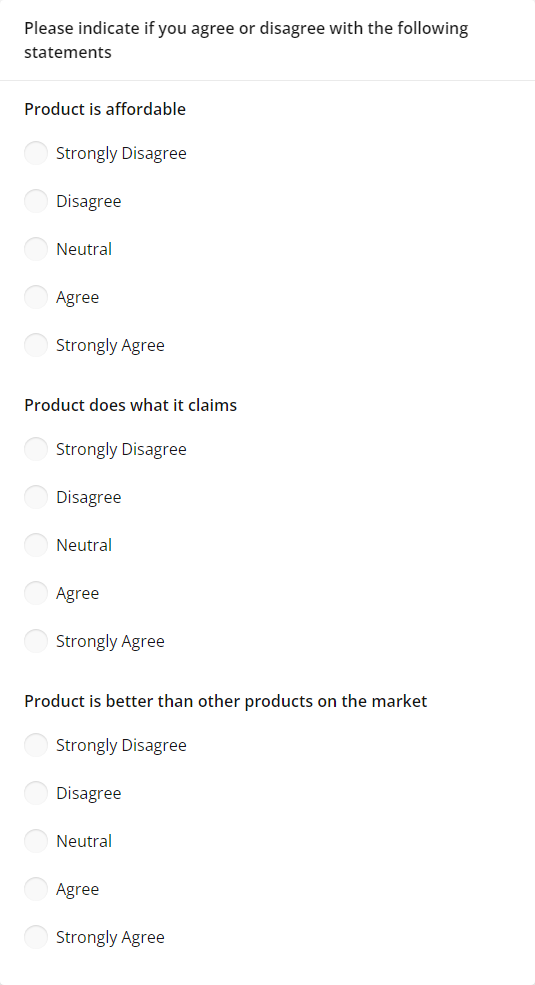 Please indicate if you agree or disagree with the following
statements
Product is affordable
Strongly Disagree
Disagree
Neutral
Agree
Strongly Agree
Product does what it claims
Strongly Disagree
Disagree
Neutral
Agree
Strongly Agree
Product is better than other products on the market
Strongly Disagree
Disagree
Neutral
Agree
Strongly Agree